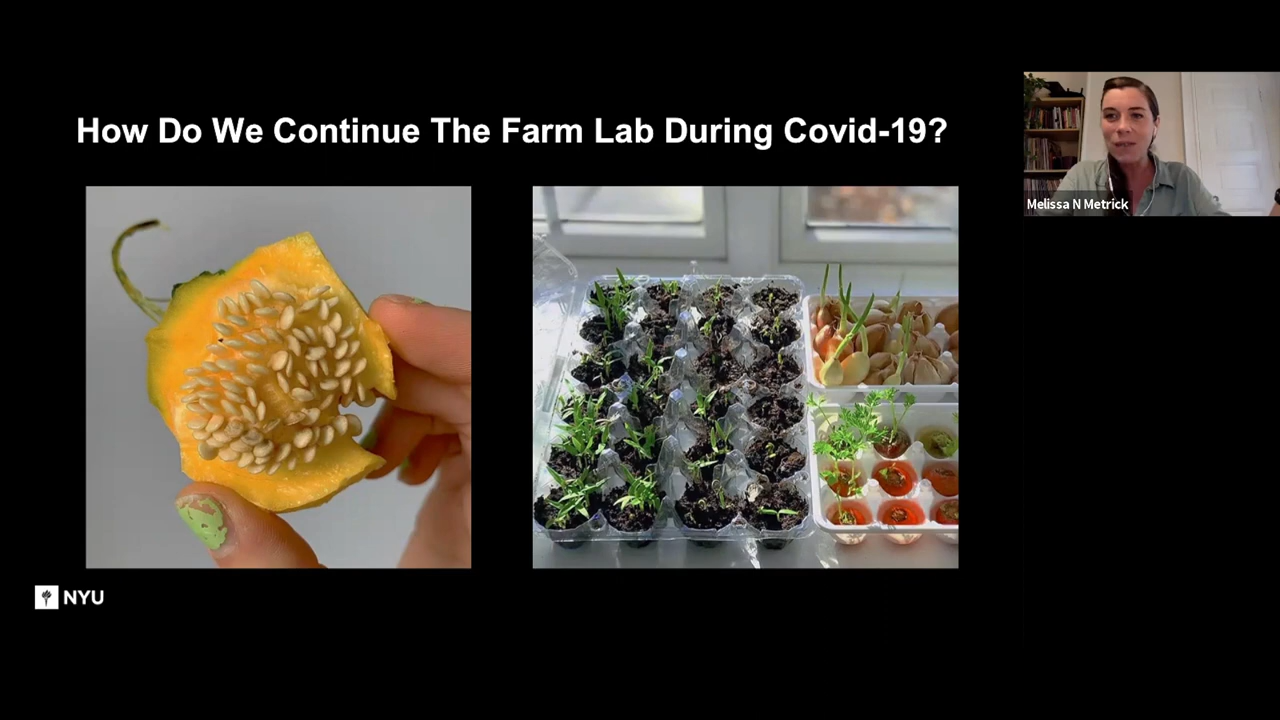 How Do We Continue The Farm Lab During Covid-19?
Melissa N Metrick
NYU